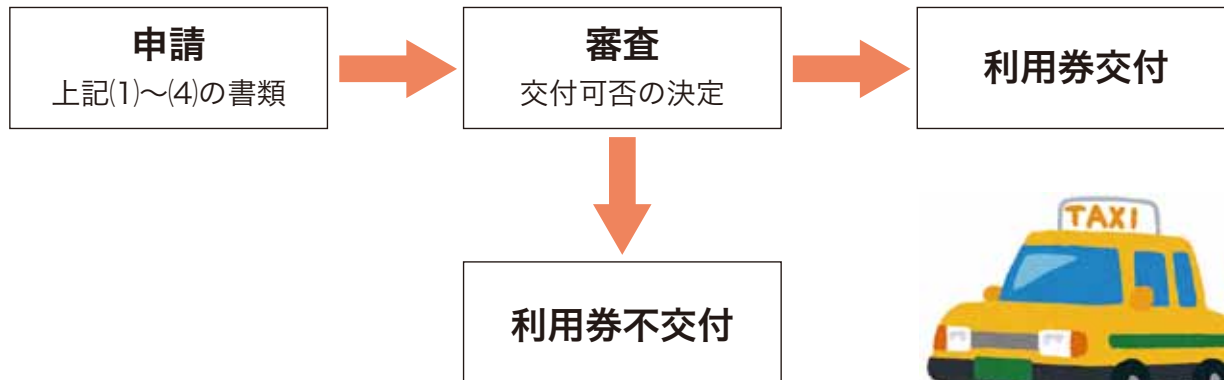 申請
上記⑴～⑷の書類
審査
交付可否の決定
利用券交付
利用券不交付
TAXI